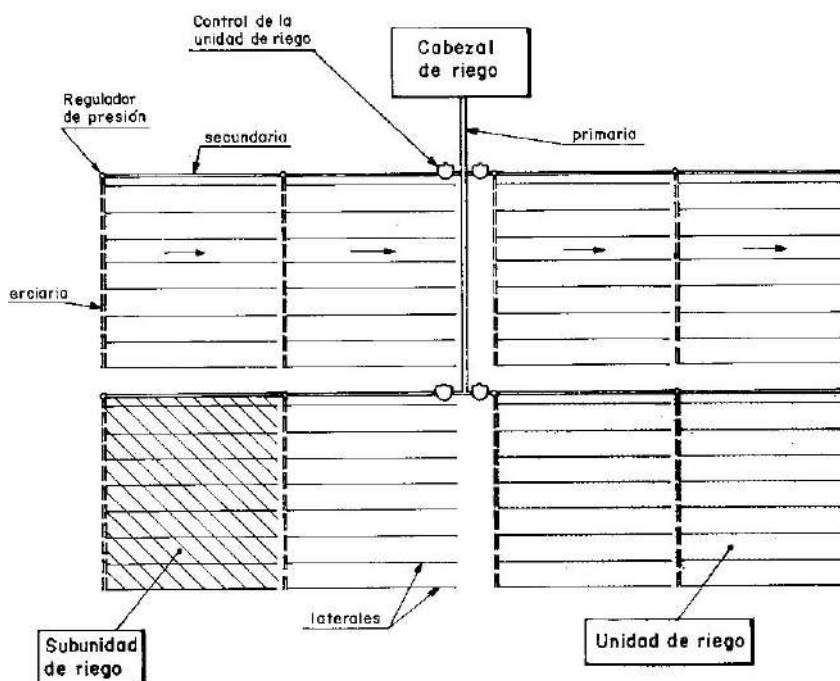 Control de la
unidad de riego
Cabezal
de riego
Regulador
de presión
secundaria
primaria
erciaria
laterales
Subunidad
de riego
Unidad de riego